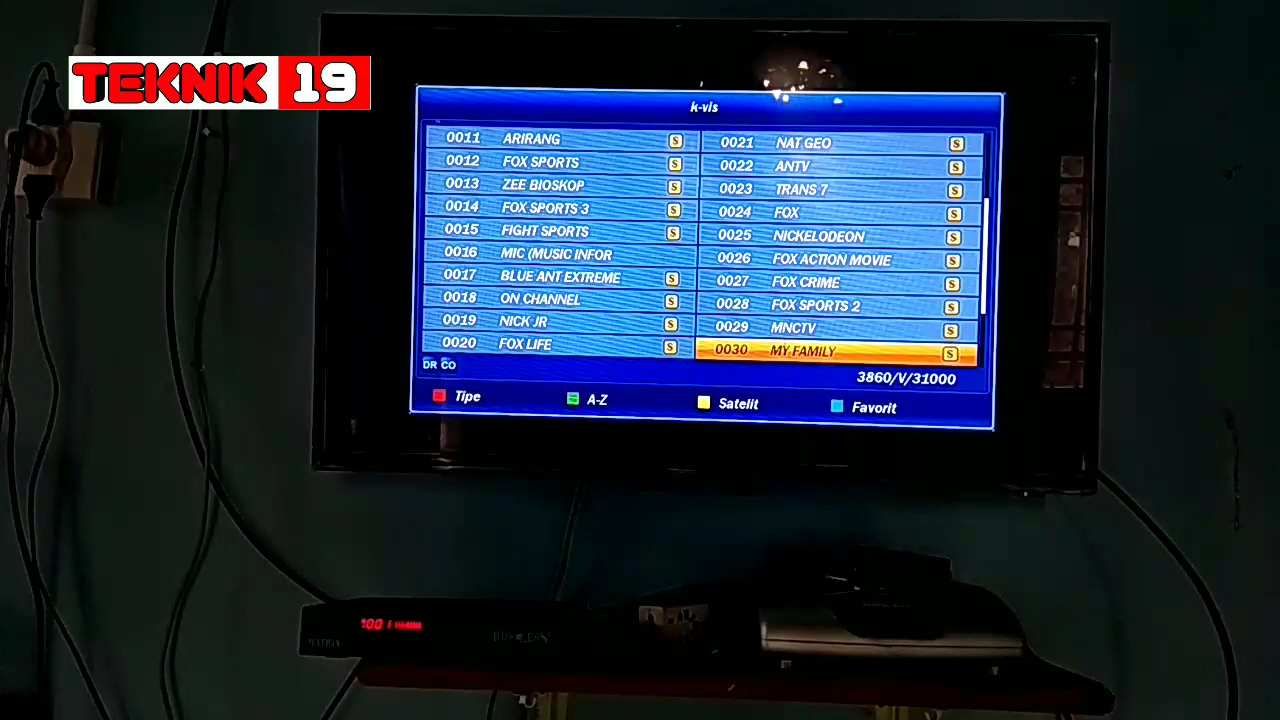 TEKNIK 19
k-vis
0011 ARIRANG S
0012 FOX SPORTS S
0013 ZEE BIOSKOP S
0014 FOX SPORTS 3 S
0015 FIGHT SPORTS S
0016 MIC (MUSIC INFOR
0017 BLUE ANT EXTREME S
0018 ON CHANNEL S
0019 NICK JR S
0020 FOX LIFE S
0021 NAT GEO S
0022 ANTV S
0023 TRANS 7 S
0024 FOX S
0025 NICKELODEON S
0026 FOX ACTION MOVIE S
0027 FOX CRIME S
0028 FOX SPORTS 2 S
0029 MNCTV S
0030 MY FAMILY S
DR CO
3860/V/31000
Tipe
A-Z
Satelit
Favorit
MATRIX